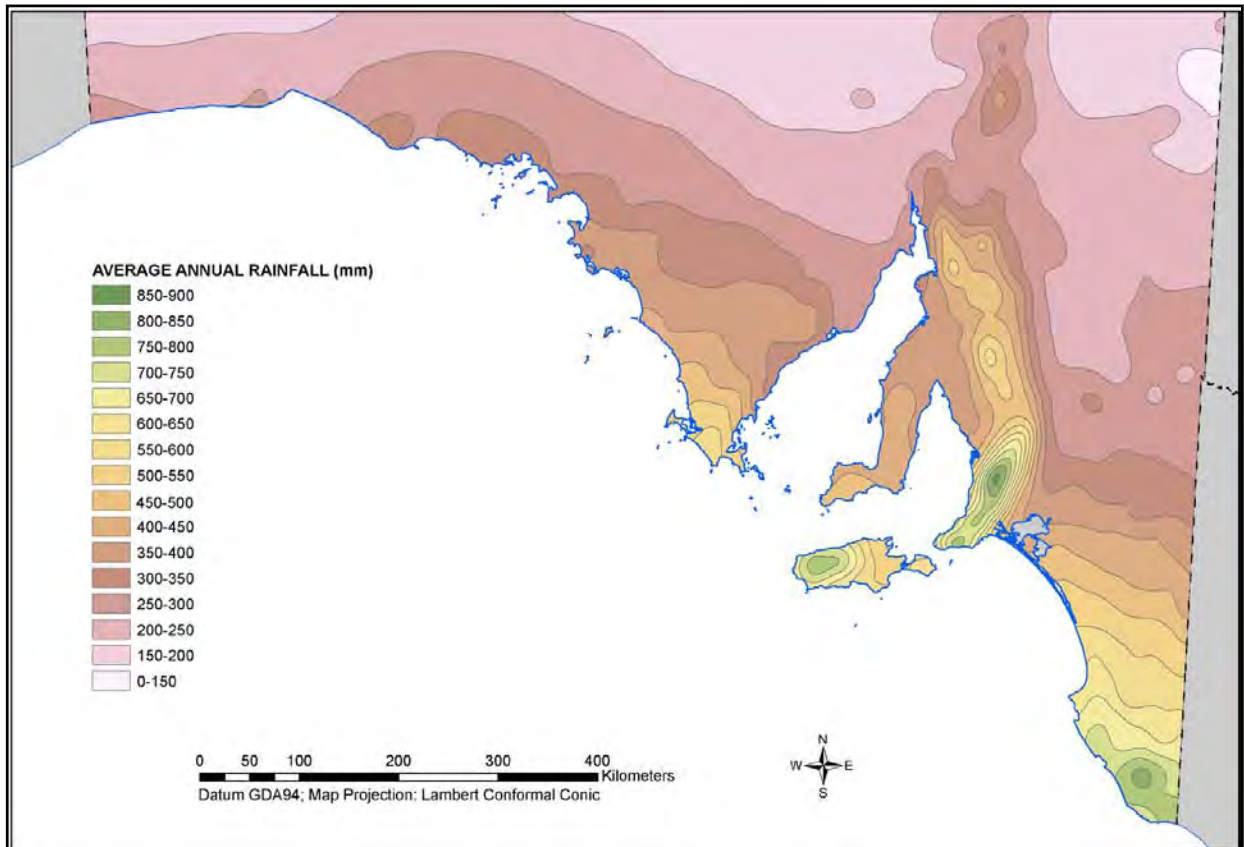 AVERAGE ANNUAL RAINFALL (mm)
850-900
800-850
750-800
700-750
650-700
600-650
550-600
500-550
450-500
400-450
350-400
300-350
250-300
200-250
150-200
0-150
0 50 100 200 300 400
Kilometers
Datum GDA94; Map Projection: Lambert Conformal Conic
N
W E
S